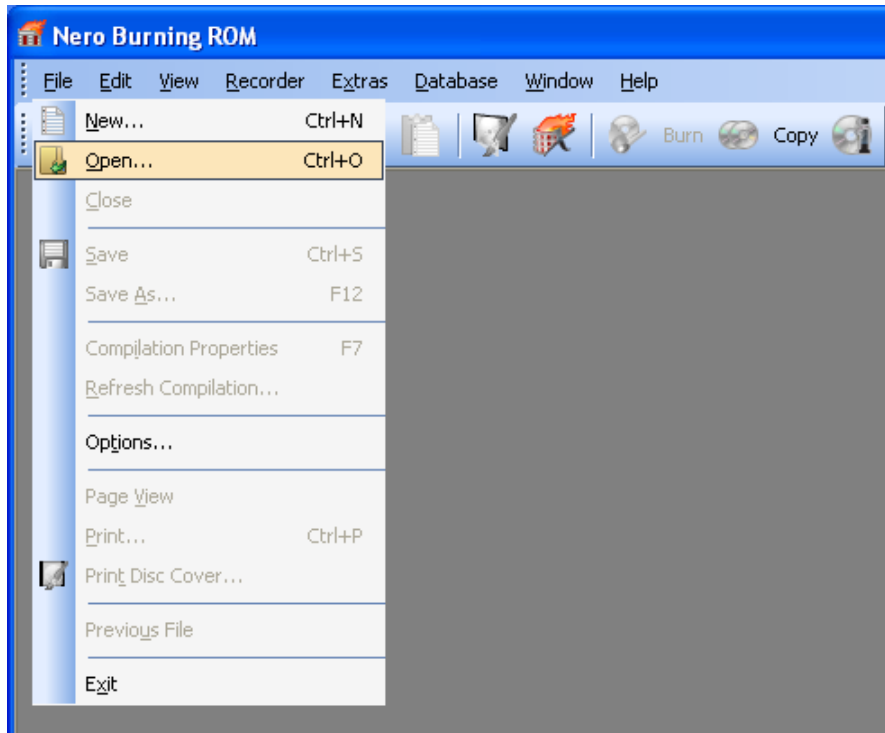 Nero Burning ROM
File Edit View Recorder Extras Database Window Help
Burn Copy
New... Ctrl+N
Open... Ctrl+O
Close
Save Ctrl+S
Save As... F12
Compilation Properties F7
Refresh Compilation...
Options...
Page View
Print... Ctrl+P
Print Disc Cover...
Previous File
Exit